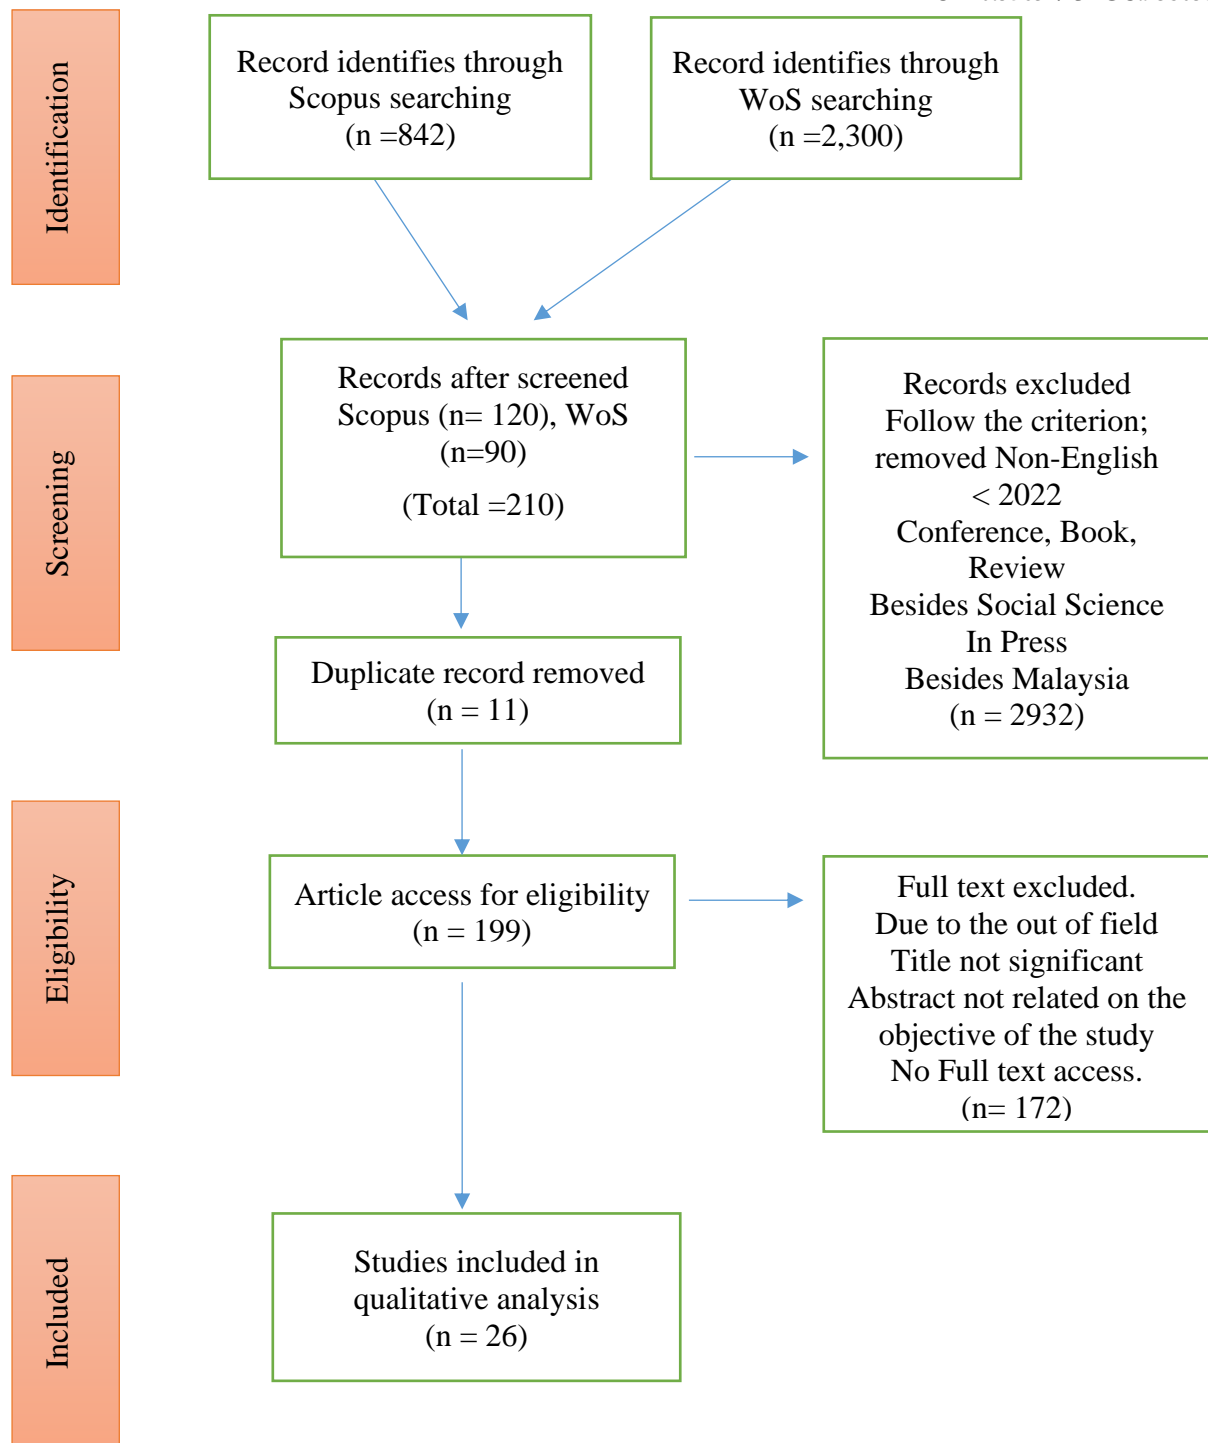 Identification
Record identifies through
Scopus searching
(n =842)
Record identifies through
WoS searching
(n =2,300)
Screening
Records after screened
Scopus (n= 120), WoS
(n=90)
(Total =210)
Records excluded
Follow the criterion;
removed Non-English
< 2022
Conference, Book,
Review
Besides Social Science
In Press
Besides Malaysia
(n = 2932)
Duplicate record removed
(n = 11)
Eligibility
Article access for eligibility
(n = 199)
Full text excluded.
Due to the out of field
Title not significant
Abstract not related on the
objective of the study
No Full text access.
(n= 172)
Included
Studies included in
qualitative analysis
(n = 26)